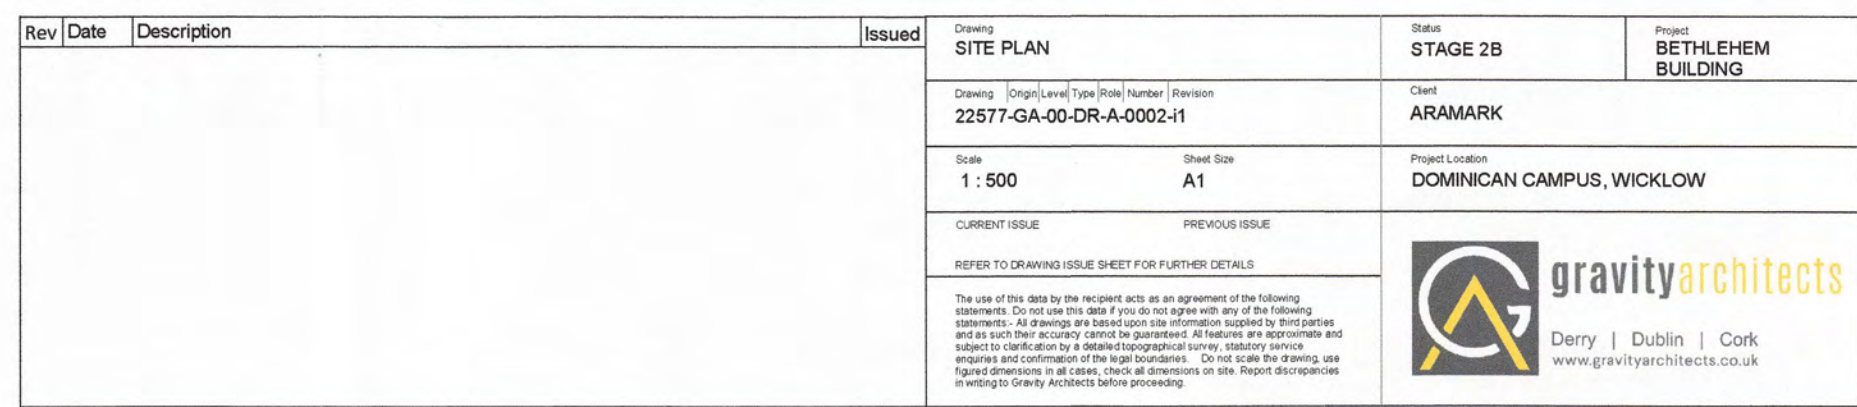 Rev Date Description Issued
Drawing
SITE PLAN
Status
STAGE 2B
Project
BETHLEHEM
BUILDING
Drawing Origin Level Type Role Number Revision
22577-GA-00-DR-A-0002-i1
Client
ARAMARK
Scale
1 : 500
Sheet Size
A1
Project Location
DOMINICAN CAMPUS, WICKLOW
CURRENT ISSUE
PREVIOUS ISSUE
REFER TO DRAWING ISSUE SHEET FOR FURTHER DETAILS
The use of this data by the recipient acts as an agreement of the following
statements. Do not use this data if you do not agree with any of the following
statements:- All drawings are based upon site information supplied by third parties
and as such their accuracy cannot be guaranteed. All features are approximate and
subject to clarification by a detailed topographical survey, statutory service
enquiries and confirmation of the legal boundaries. Do not scale the drawing, use
figured dimensions in all cases, check all dimensions on site. Report discrepancies
in writing to Gravity Architects before proceeding.
GA
gravityarchitects
Derry | Dublin | Cork
www.gravityarchitects.co.uk